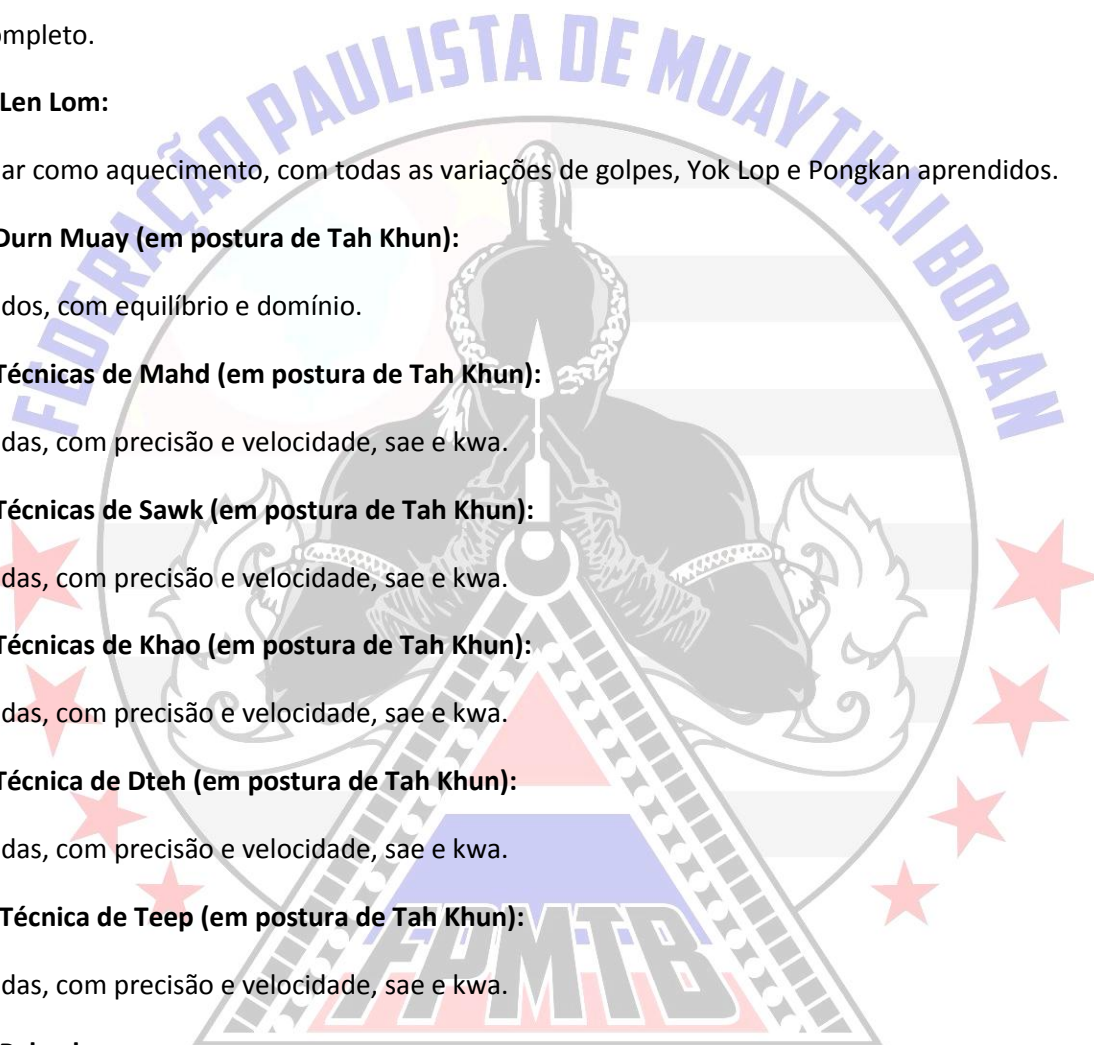 FEDERAÇÃO PAULISTA DE MUAY THAI BORAN
ompleto.
Len Lom:
ar como aquecimento, com todas as variações de golpes, Yok Lop e Pongkan aprendidos.
Durn Muay (em postura de Tah Khun):
dos, com equilíbrio e domínio.
Técnicas de Mahd (em postura de Tah Khun):
das, com precisão e velocidade, sae e kwa.
Técnicas de Sawk (em postura de Tah Khun):
das, com precisão e velocidade, sae e kwa.
Técnicas de Khao (em postura de Tah Khun):
das, com precisão e velocidade, sae e kwa.
Técnica de Dteh (em postura de Tah Khun):
das, com precisão e velocidade, sae e kwa.
Técnica de Teep (em postura de Tah Khun):
das, com precisão e velocidade, sae e kwa.
FPMTB